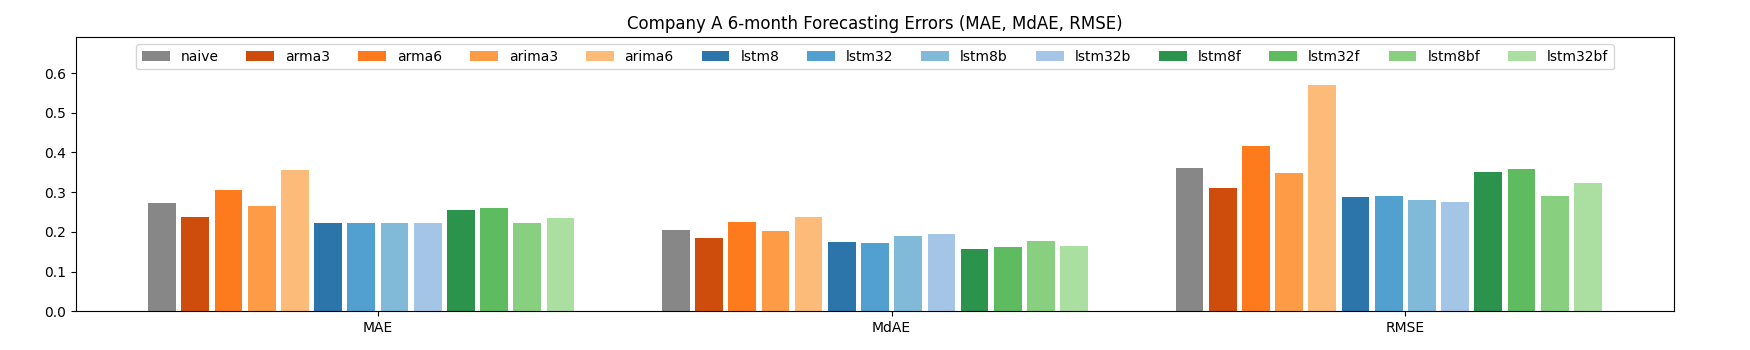 Company A 6-month Forecasting Errors (MAE, MdAE, RMSE)
naive arma3 arma6 arima3 arima6 lstm8 lstm32 lstm8b lstm32b lstm8f lstm32f lstm8bf lstm32bf
0.6
0.5
0.4
0.3
0.2
0.1
0.0
MAE MdAE RMSE